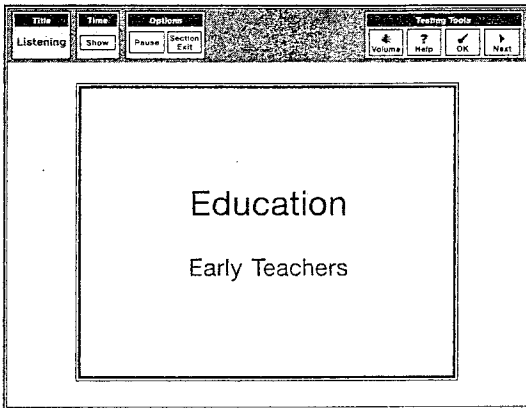 Title
Time
Options
Testing Tools
Listening
Show
Pause
Section
Exit
Volume
Help
OK
Next
Education
Early Teachers